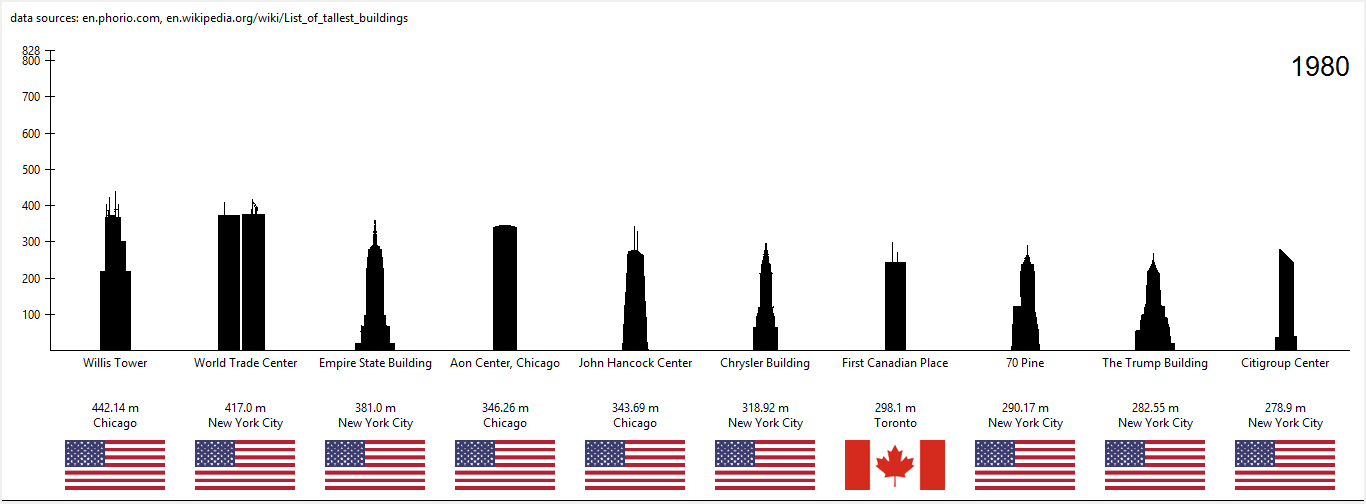 data sources: en.phorio.com, en.wikipedia.org/wiki/List_of_tallest_buildings
1980
828
800
700
600
500
400
300
200
100
Willis Tower World Trade Center Empire State Building Aon Center, Chicago John Hancock Center Chrysler Building First Canadian Place 70 Pine The Trump Building Citigroup Center
442.14 m 417.0 m 381.0 m 346.26 m 343.69 m 318.92 m 298.1 m 290.17 m 282.55 m 278.9 m
Chicago New York City New York City Chicago Chicago New York City Toronto New York City New York City New York City